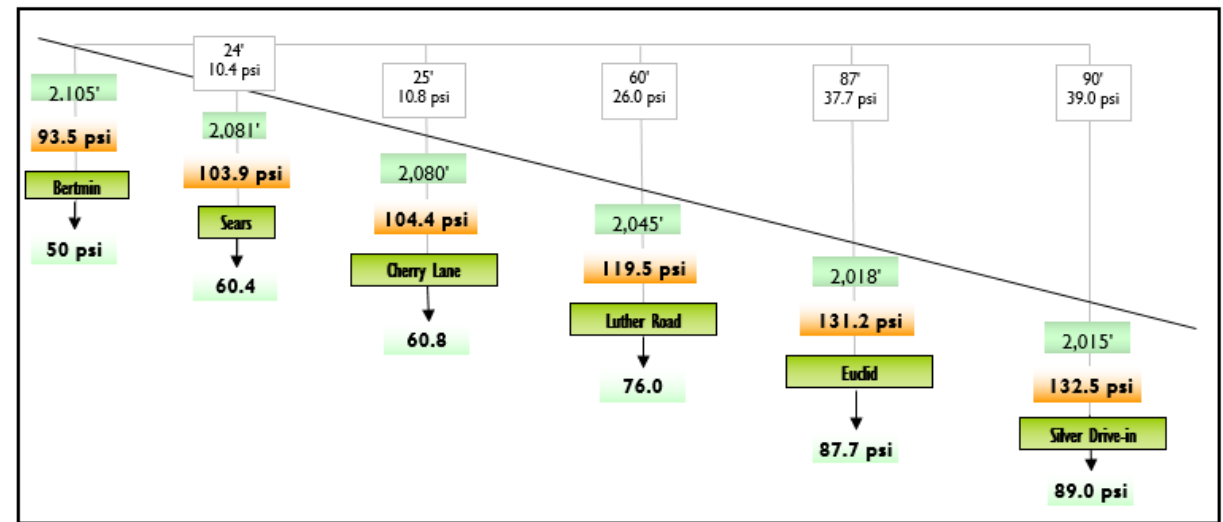 24'
10.4 psi
25'
10.8 psi
60'
26.0 psi
87'
37.7 psi
90'
39.0 psi
2.105'
93.5 psi
Bertmin
50 psi
2,081'
103.9 psi
Sears
60.4
2,080'
104.4 psi
Cherry Lane
60.8
2,045'
119.5 psi
Luther Road
76.0
2,018'
131.2 psi
Euclid
87.7 psi
2,015'
132.5 psi
Silver Drive-in
89.0 psi